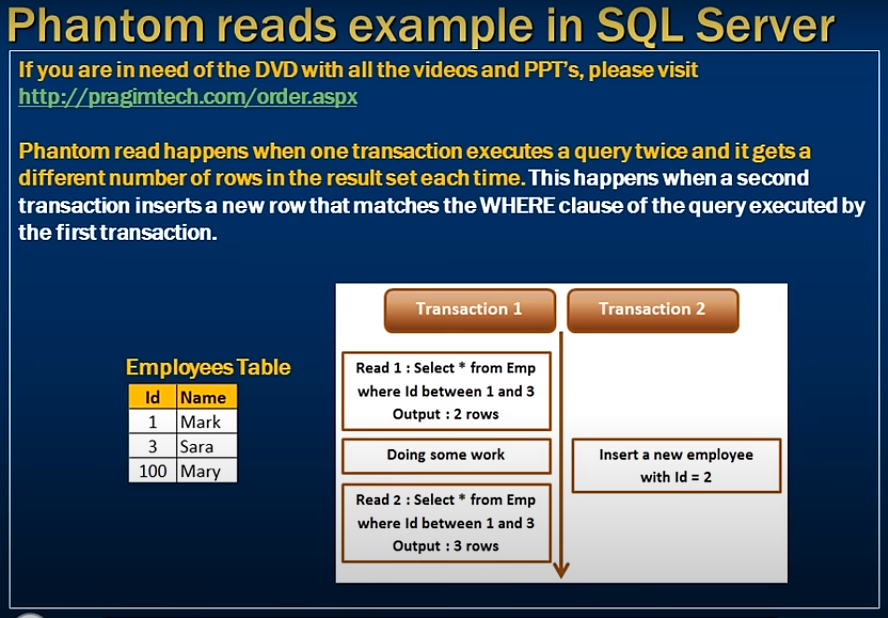 Phantom reads example in SQL Server
If you are in need of the DVD with all the videos and PPT's, please visit
http://pragimtech.com/order.aspx
Phantom read happens when one transaction executes a query twice and it gets a
different number of rows in the result set each time. This happens when a second
transaction inserts a new row that matches the WHERE clause of the query executed by
the first transaction.
Employees Table
Id Name
1 Mark
3 Sara
100 Mary
Transaction 1
Transaction 2
Read 1 : Select * from Emp
where Id between 1 and 3
Output : 2 rows
Doing some work
Insert a new employee
with Id = 2
Read 2 : Select * from Emp
where Id between 1 and 3
Output : 3 rows